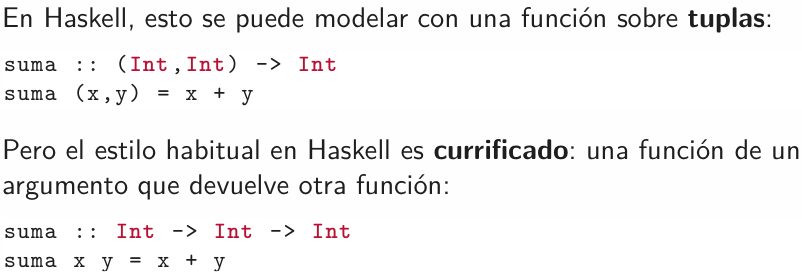 En Haskell, esto se puede modelar con una función sobre tuplas:
suma :: (Int,Int) -> Int
suma (x,y) = x + y
Pero el estilo habitual en Haskell es currificado: una función de un
argumento que devuelve otra función:
suma :: Int -> Int -> Int
suma x y = x + y